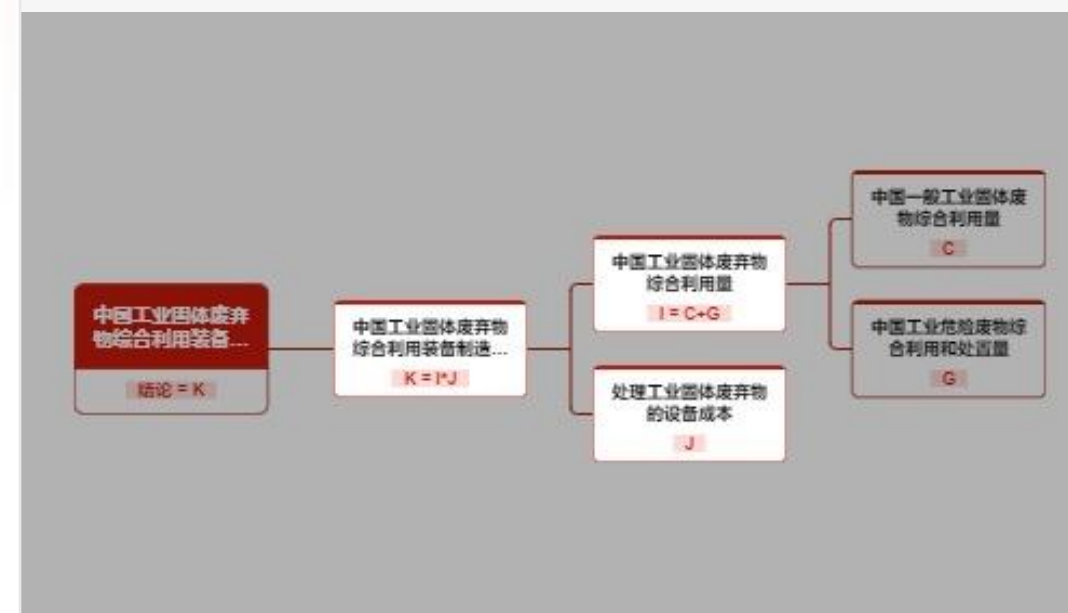 中国工业固体废弃
物综合利用装备...
结论 = K
中国工业固体废弃物
综合利用装备制造...
K = I*J
中国工业固体废弃物
综合利用量
I = C+G
处理工业固体废弃物
的设备成本
J
中国一般工业固体废
物综合利用量
C
中国工业危险废物综
合利用和处置量
G